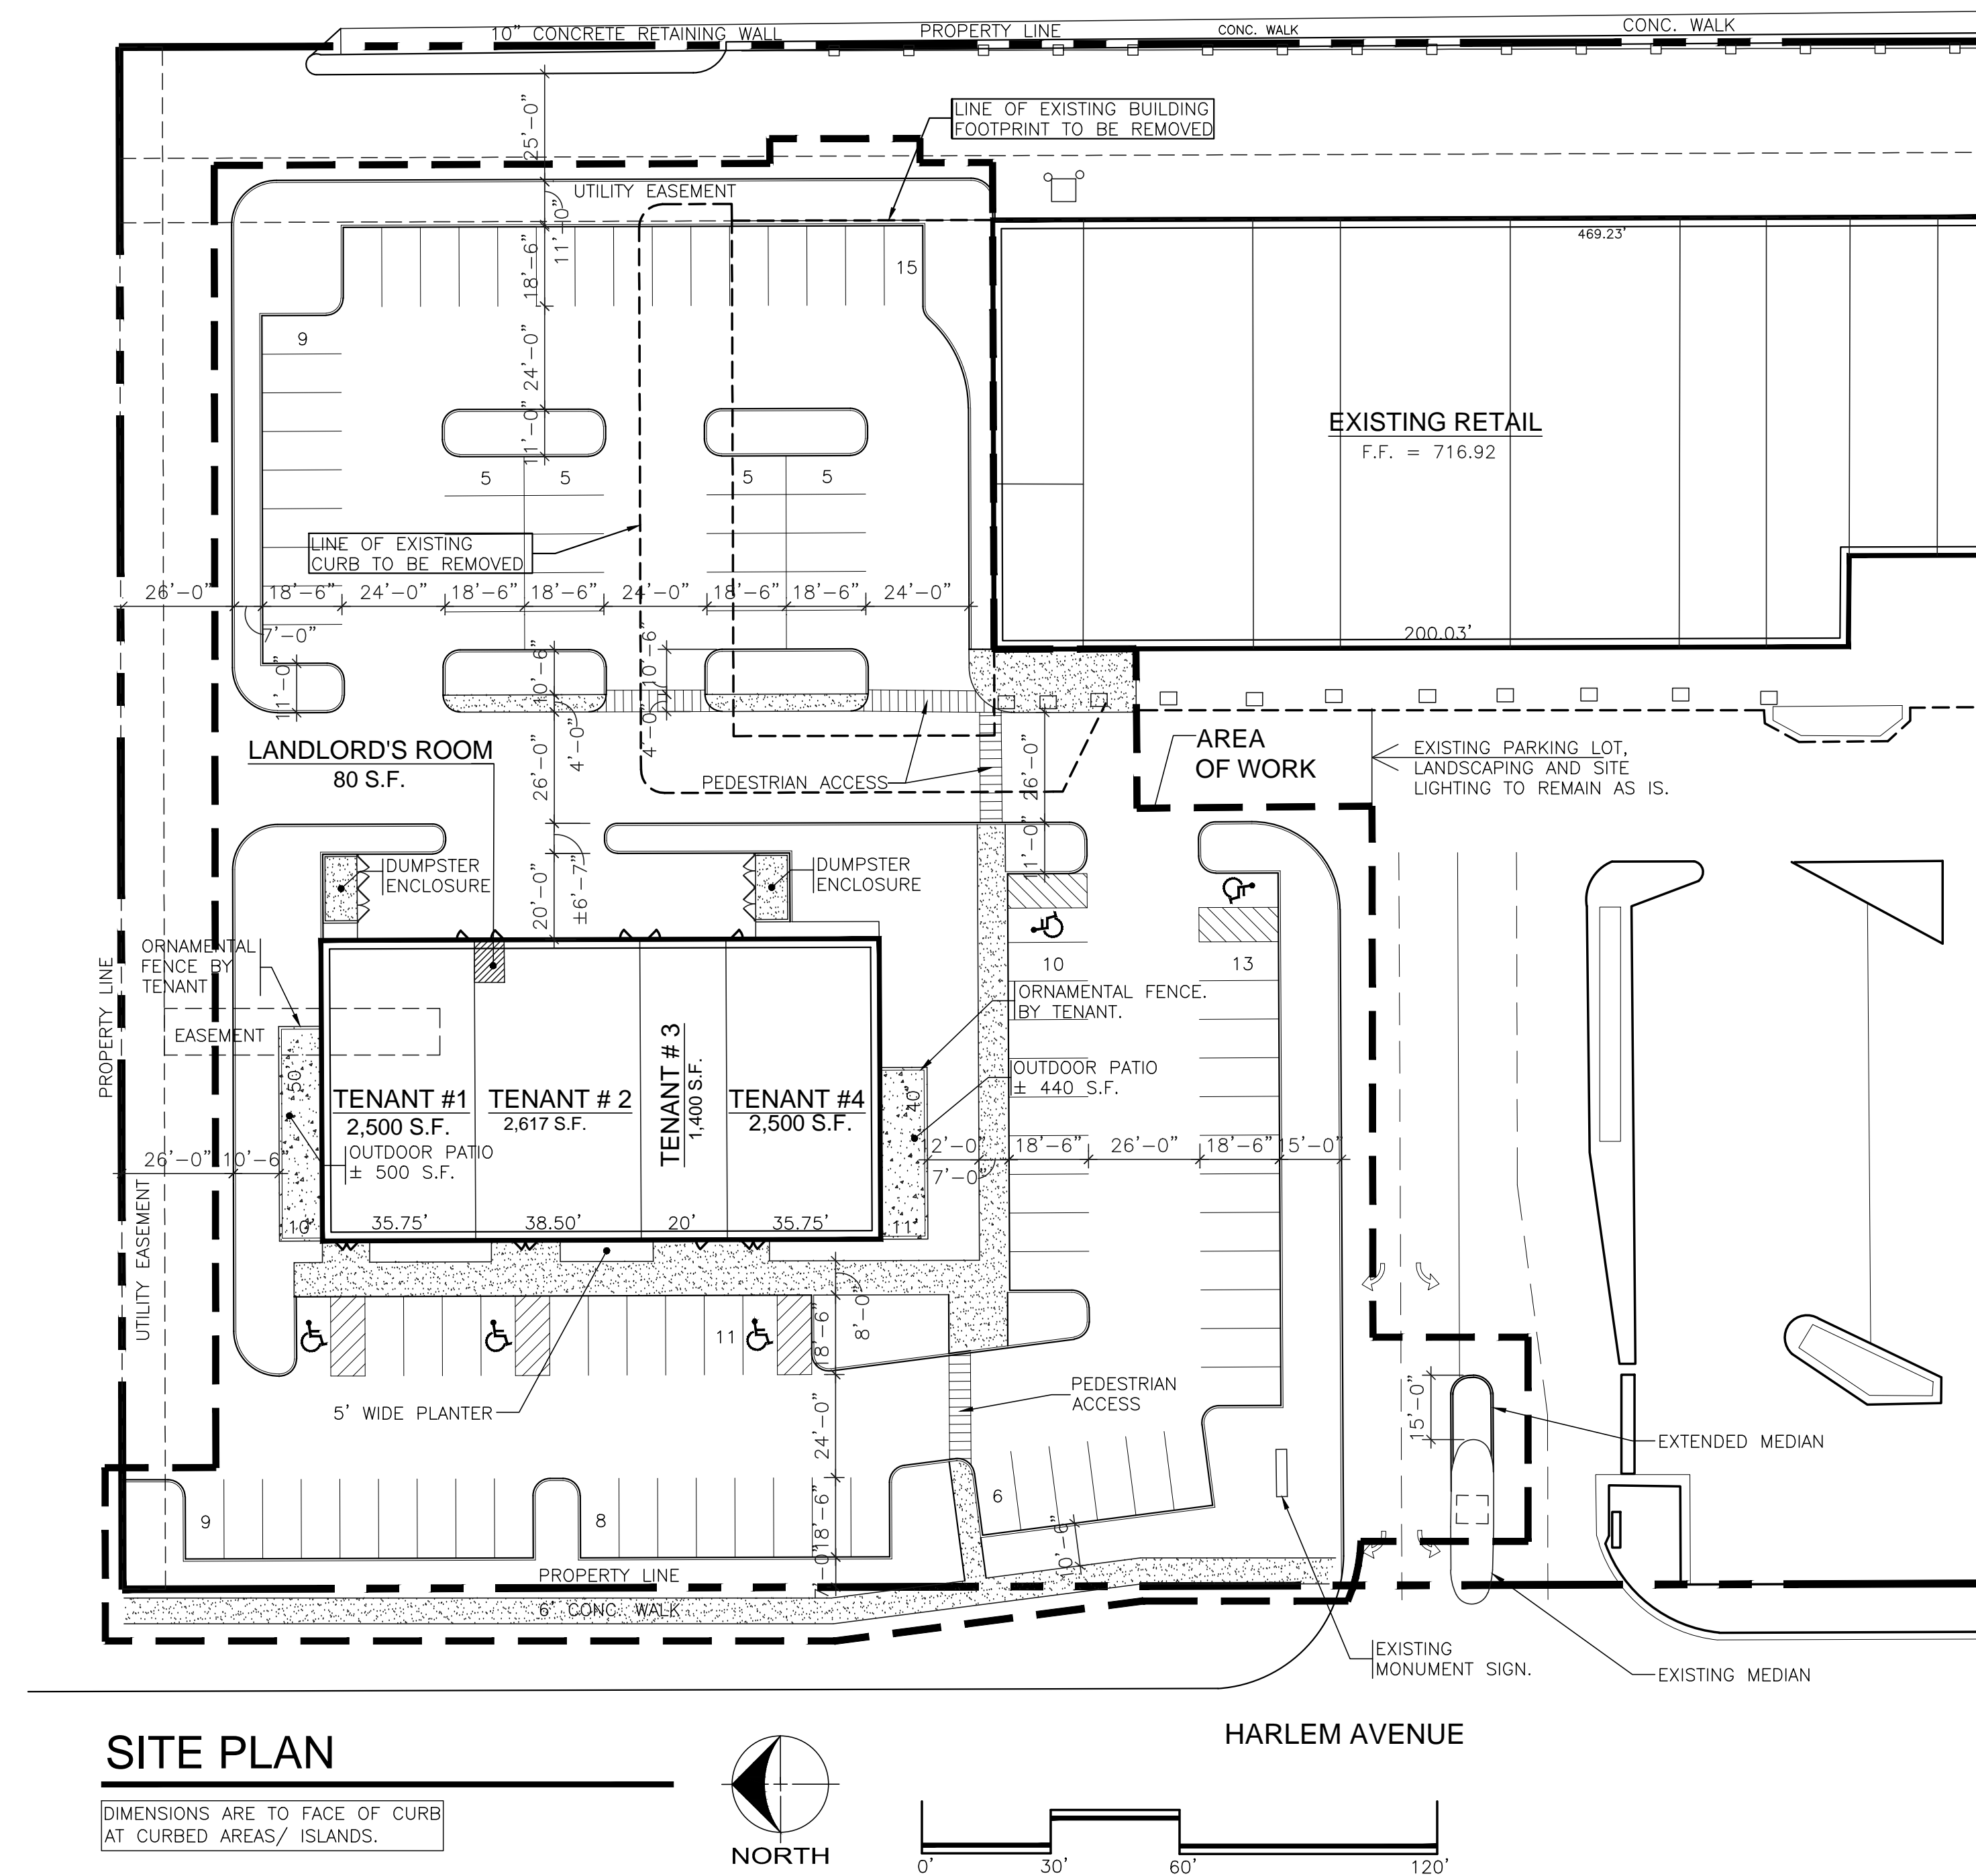 10" CONCRETE RETAINING WALL
PROPERTY LINE
CONC. WALK
CONC. WALK
LINE OF EXISTING BUILDING
FOOTPRINT TO BE REMOVED
25'-0"
UTILITY EASEMENT
11'-0"
18'-6"
15
469.23'
9
24'-0"
11'-0"
EXISTING RETAIL
F.F. = 716.92
5
5
5
5
LINE OF EXISTING
CURB TO BE REMOVED
26'-0"
18'-6"
24'-0"
18'-6"
18'-6"
24'-0"
18'-6"
18'-6"
24'-0"
7'-0"
200.03'
11'-0"
10'-6"
10'-6"
4'-0"
4'-0"
LANDLORD'S ROOM
80 S.F.
26'-0"
PEDESTRIAN ACCESS
26'-0"
AREA
OF WORK
EXISTING PARKING LOT,
LANDSCAPING AND SITE
LIGHTING TO REMAIN AS IS.
DUMPSTER
ENCLOSURE
DUMPSTER
ENCLOSURE
20'-0"
±6'-7"
1'-0"
ORNAMENTAL
FENCE BY
TENANT
10
13
PROPERTY LINE
EASEMENT
ORNAMENTAL FENCE.
BY TENANT.
50'
TENANT #1
2,500 S.F.
TENANT # 2
2,617 S.F.
TENANT # 3
1,400 S.F.
TENANT #4
2,500 S.F.
40'
OUTDOOR PATIO
± 440 S.F.
OUTDOOR PATIO
± 500 S.F.
26'-0"
10'-6"
2'-0"
18'-6"
26'-0"
18'-6"
15'-0"
7'-0"
UTILITY EASEMENT
10'
35.75'
38.50'
20'
35.75'
11'
8'-0"
18'-6"
11
5' WIDE PLANTER
PEDESTRIAN
ACCESS
24'-0"
15'-0"
EXTENDED MEDIAN
9
8
6
18'-6"
10'-6"
PROPERTY LINE
6' CONC. WALK
EXISTING
MONUMENT SIGN.
EXISTING MEDIAN
HARLEM AVENUE
SITE PLAN
DIMENSIONS ARE TO FACE OF CURB
AT CURBED AREAS/ ISLANDS.
NORTH
0'
30'
60'
120'